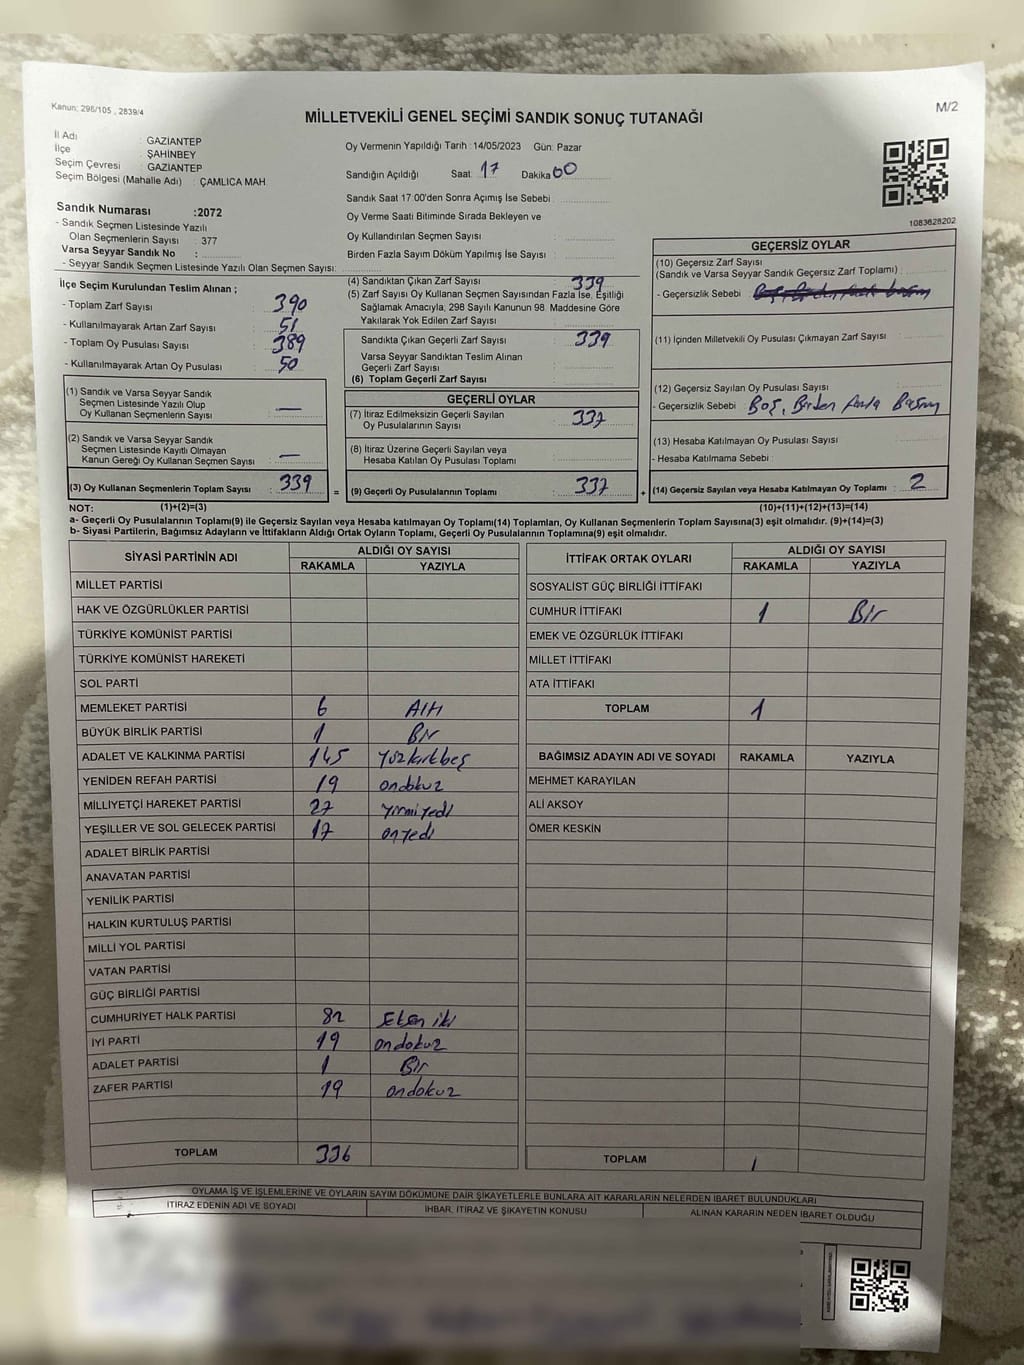 Kanun: 298/105 , 2839/4
M/2
MİLLETVEKİLİ GENEL SEÇİMİ SANDIK SONUÇ TUTANAĞI
İl Adı : GAZİANTEP
İlçe : ŞAHİNBEY
Seçim Çevresi : GAZİANTEP
Seçim Bölgesi (Mahalle Adı) : ÇAMLICA MAH.
Oy Vermenin Yapıldığı Tarih : 14/05/2023 Gün: Pazar
Sandığın Açıldığı Saat: 17 Dakika 00
Sandık Saat 17.00'den Sonra Açılmış İse Sebebi :
Oy Verme Saati Bitiminde Sırada Bekleyen ve
Oy Kullandırılan Seçmen Sayısı :
Birden Fazla Sayım Döküm Yapılmış İse Sayısı :
Sandık Numarası : 2072
- Sandık Seçmen Listesinde Yazılı
Olan Seçmenlerin Sayısı : 377
Varsa Seyyar Sandık No :
- Seyyar Sandık Seçmen Listesinde Yazılı Olan Seçmen Sayısı:
1083628202
İlçe Seçim Kurulundan Teslim Alınan ;
- Toplam Zarf Sayısı : 390
- Kullanılmayarak Artan Zarf Sayısı : 51
- Toplam Oy Pusulası Sayısı : 389
- Kullanılmayarak Artan Oy Pusulası : 50
(1) Sandık ve Varsa Seyyar Sandık
Seçmen Listesinde Yazılı Olup
Oy Kullanan Seçmenlerin Sayısı : —
(2) Sandık ve Varsa Seyyar Sandık
Seçmen Listesinde Kayıtlı Olmayan
Kanun Gereği Oy Kullanan Seçmen Sayısı : —
(3) Oy Kullanan Seçmenlerin Toplam Sayısı : 339
(4) Sandıktan Çıkan Zarf Sayısı : 339
(5) Zarf Sayısı Oy Kullanan Seçmen Sayısından Fazla İse, Eşitliği
Sağlamak Amacıyla; 298 Sayılı Kanunun 98. Maddesine Göre
Yakılarak Yok Edilen Zarf Sayısı :
Sandıkta Çıkan Geçerli Zarf Sayısı : 339
Varsa Seyyar Sandıktan Teslim Alınan
Geçerli Zarf Sayısı :
(6) Toplam Geçerli Zarf Sayısı :
GEÇERLİ OYLAR
(7) İtiraz Edilmeksizin Geçerli Sayılan
Oy Pusulalarının Sayısı : 337
(8) İtiraz Üzerine Geçerli Sayılan veya
Hesaba Katılan Oy Pusulası Toplamı :
= (9) Geçerli Oy Pusulalarının Toplamı : 337
GEÇERSİZ OYLAR
(10) Geçersiz Zarf Sayısı
(Sandık ve Varsa Seyyar Sandık Geçersiz Zarf Toplamı) :
- Geçersizlik Sebebi :
(11) İçinden Milletvekili Oy Pusulası Çıkmayan Zarf Sayısı :
(12) Geçersiz Sayılan Oy Pusulası Sayısı :
- Geçersizlik Sebebi : Boş, Birden fazla Basım
(13) Hesaba Katılmayan Oy Pusulası Sayısı :
- Hesaba Katılmama Sebebi :
+ (14) Geçersiz Sayılan veya Hesaba Katılmayan Oy Toplamı : 2
NOT: (1)+(2)=(3) (10)+(11)+(12)+(13)=(14)
a- Geçerli Oy Pusulalarının Toplamı(9) ile Geçersiz Sayılan veya Hesaba katılmayan Oy Toplamı(14) Toplamları, Oy Kullanan Seçmenlerin Toplam Sayısına(3) eşit olmalıdır. (9)+(14)=(3)
b- Siyasi Partilerin, Bağımsız Adayların ve İttifakların Aldığı Ortak Oyların Toplamı, Geçerli Oy Pusulalarının Toplamına(9) eşit olmalıdır.
SİYASİ PARTİNİN ADI ALDIĞI OY SAYISI
RAKAMLA YAZIYLA
MİLLET PARTİSİ
HAK VE ÖZGÜRLÜKLER PARTİSİ
TÜRKİYE KOMÜNİST PARTİSİ
TÜRKİYE KOMÜNİST HAREKETİ
SOL PARTİ
MEMLEKET PARTİSİ 6 Altı
BÜYÜK BİRLİK PARTİSİ 1 Bir
ADALET VE KALKINMA PARTİSİ 145 Yüzkırkbeş
YENİDEN REFAH PARTİSİ 19 ondokuz
MİLLİYETÇİ HAREKET PARTİSİ 27 yirmiyedi
YEŞİLLER VE SOL GELECEK PARTİSİ 17 onyedi
ADALET BİRLİK PARTİSİ
ANAVATAN PARTİSİ
YENİLİK PARTİSİ
HALKIN KURTULUŞ PARTİSİ
MİLLİ YOL PARTİSİ
VATAN PARTİSİ
GÜÇ BİRLİĞİ PARTİSİ
CUMHURİYET HALK PARTİSİ 82 Seksen iki
İYİ PARTİ 19 ondokuz
ADALET PARTİSİ 1 Bir
ZAFER PARTİSİ 19 ondokuz
TOPLAM 336
İTTİFAK ORTAK OYLARI ALDIĞI OY SAYISI
RAKAMLA YAZIYLA
SOSYALİST GÜÇ BİRLİĞİ İTTİFAKI
CUMHUR İTTİFAKI 1 Bir
EMEK VE ÖZGÜRLÜK İTTİFAKI
MİLLET İTTİFAKI
ATA İTTİFAKI
TOPLAM 1
BAĞIMSIZ ADAYIN ADI VE SOYADI RAKAMLA YAZIYLA
MEHMET KARAYILAN
ALİ AKSOY
ÖMER KESKİN
TOPLAM 1
OYLAMA İŞ VE İŞLEMLERİNE VE OYLARIN SAYIM DÖKÜMÜNE DAİR ŞİKAYETLERLE BUNLARA AİT KARARLARIN NELERDEN İBARET BULUNDUKLARI
İTİRAZ EDENİN ADI VE SOYADI İHBAR, İTİRAZ VE ŞİKAYETİN KONUSU ALINAN KARARIN NEDEN İBARET OLDUĞU